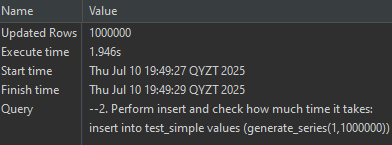 Name Value
Updated Rows 1000000
Execute time 1.946s
Start time Thu Jul 10 19:49:27 QYZT 2025
Finish time Thu Jul 10 19:49:29 QYZT 2025
Query --2. Perform insert and check how much time it takes:
insert into test_simple values (generate_series(1,1000000))